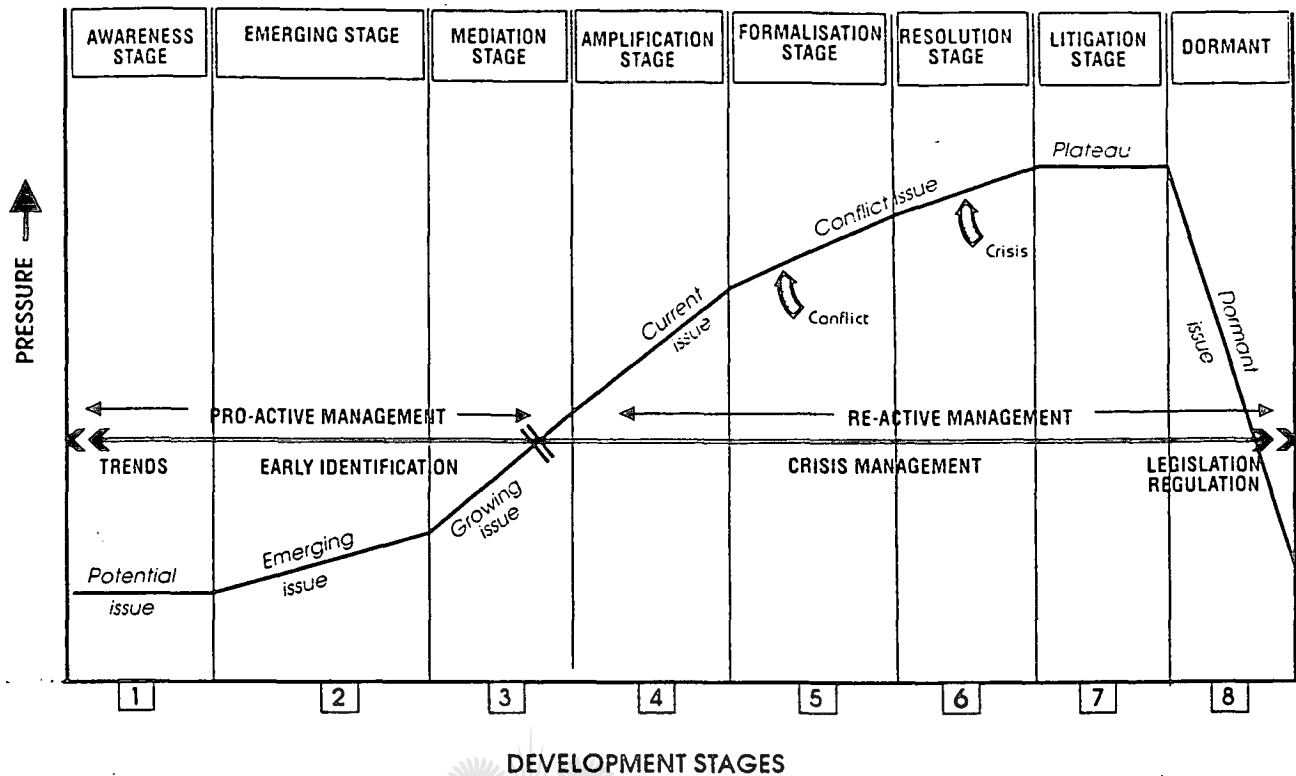 AWARENESS
STAGE
EMERGING STAGE
MEDIATION
STAGE
AMPLIFICATION
STAGE
FORMALISATION
STAGE
RESOLUTION
STAGE
LITIGATION
STAGE
DORMANT
PRESSURE
Plateau
Conflict issue
Crisis
Conflict
Current
issue
Dormant
issue
PRO-ACTIVE MANAGEMENT
RE-ACTIVE MANAGEMENT
TRENDS
EARLY IDENTIFICATION
CRISIS MANAGEMENT
LEGISLATION
REGULATION
Growing
issue
Emerging
issue
Potential
issue
1
2
3
4
5
6
7
8
DEVELOPMENT STAGES